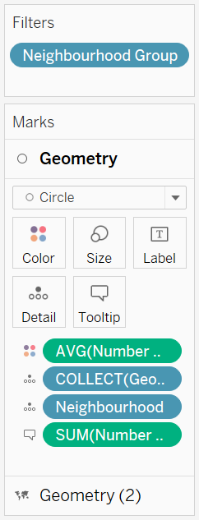 Filters
Neighbourhood Group
Marks
Geometry
Circle
Color Size Label
Detail Tooltip
AVG(Number ..
COLLECT(Geo..
Neighbourhood
SUM(Number ..
Geometry (2)